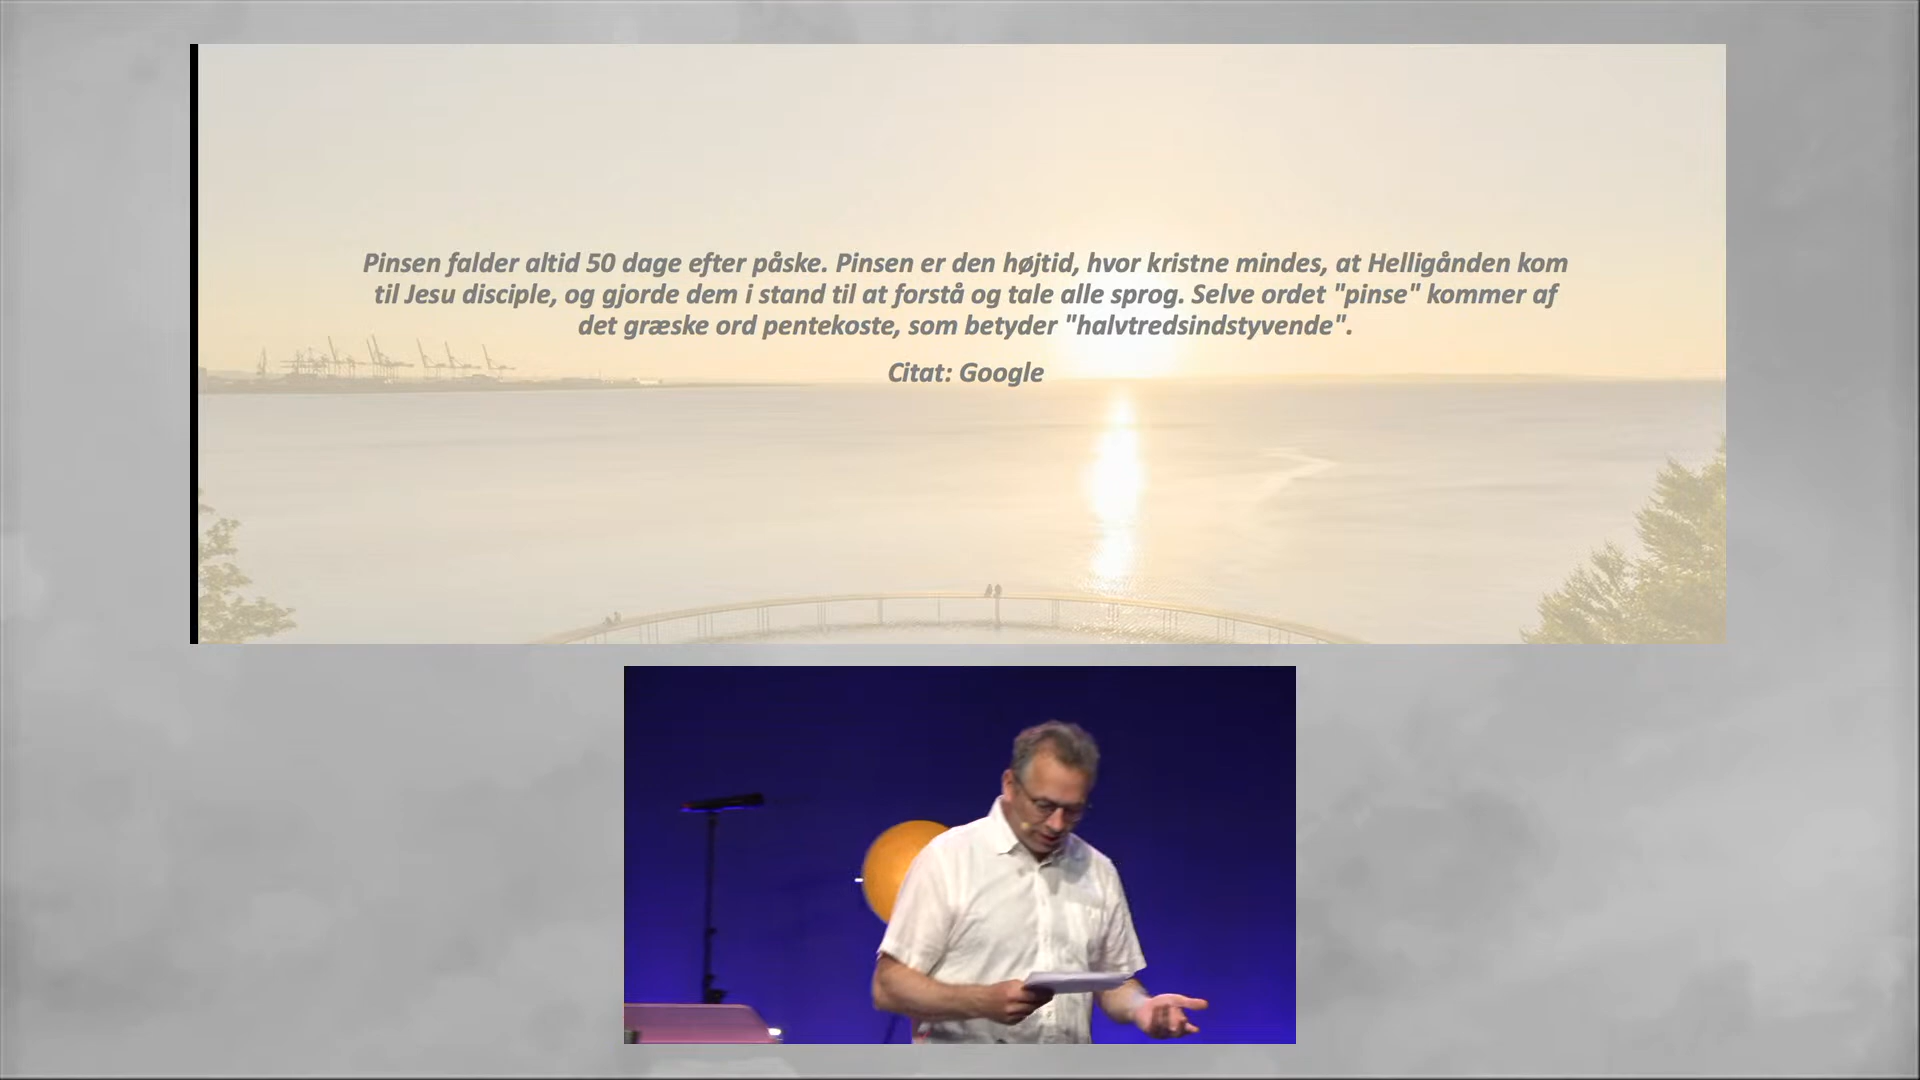 Pinsen falder altid 50 dage efter påske. Pinsen er den højtid, hvor kristne mindes, at Helligånden kom
til Jesu disciple, og gjorde dem i stand til at forstå og tale alle sprog. Selve ordet "pinse" kommer af
det græske ord pentekoste, som betyder "halvtredsindstyvende".
Citat: Google